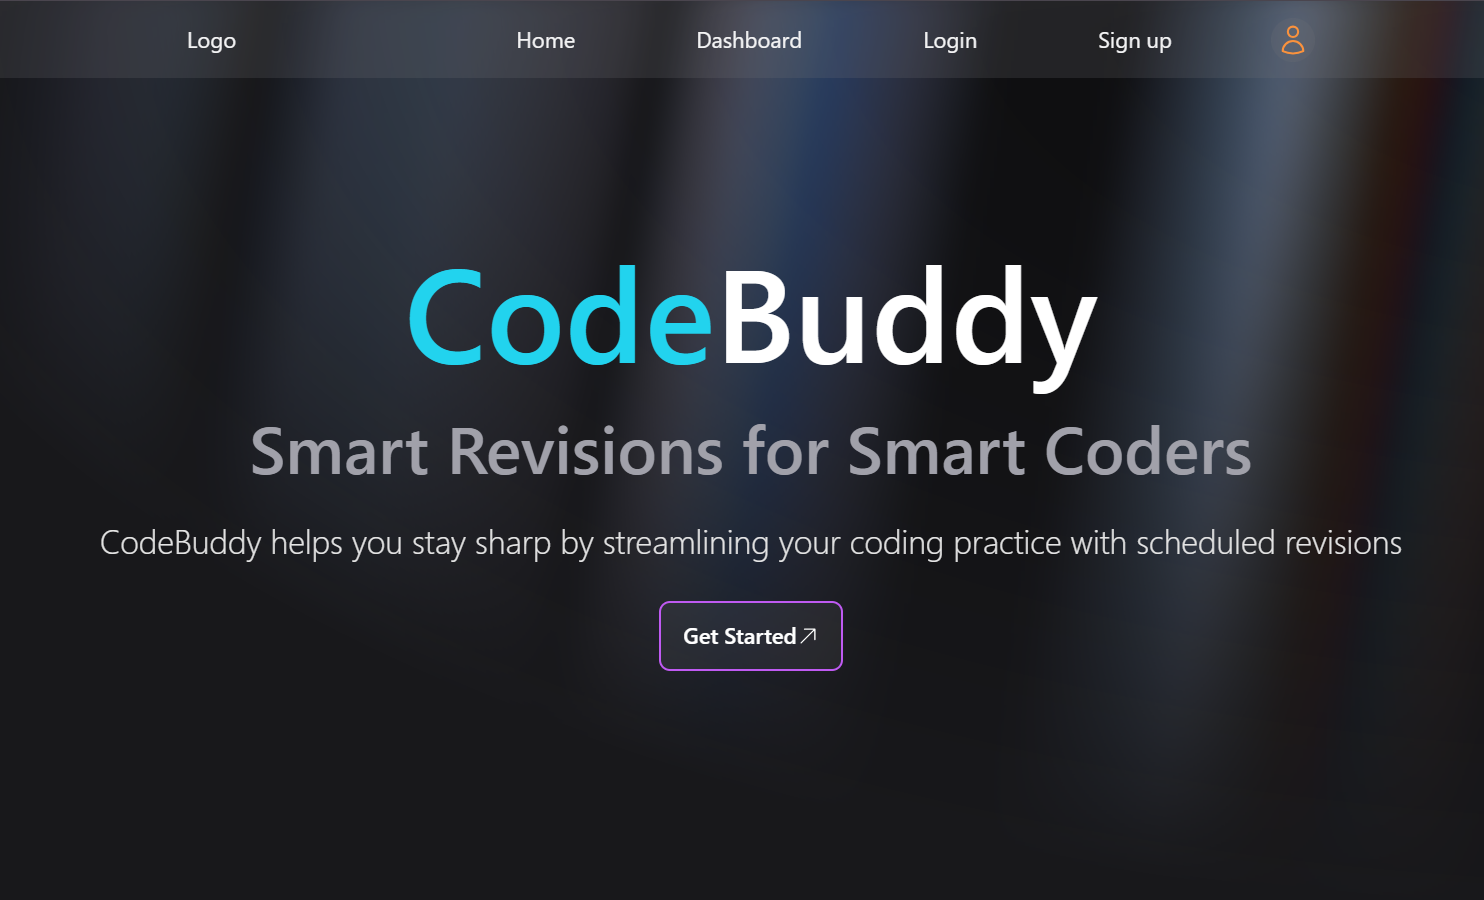 Logo Home Dashboard Login Sign up
CodeBuddy
Smart Revisions for Smart Coders
CodeBuddy helps you stay sharp by streamlining your coding practice with scheduled revisions
Get Started